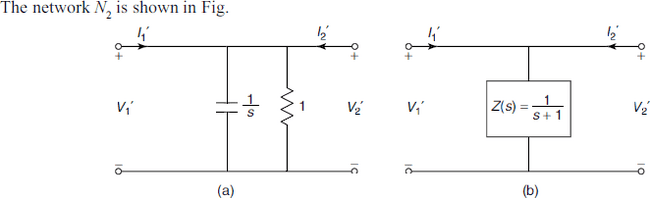 The network N₂ is shown in Fig.
I₁′ I₂′ I₁′ I₂′
+ + + +
V₁′ 1/s 1 V₂′ V₁′ Z(s) = 1/(s + 1) V₂′
(a) (b)